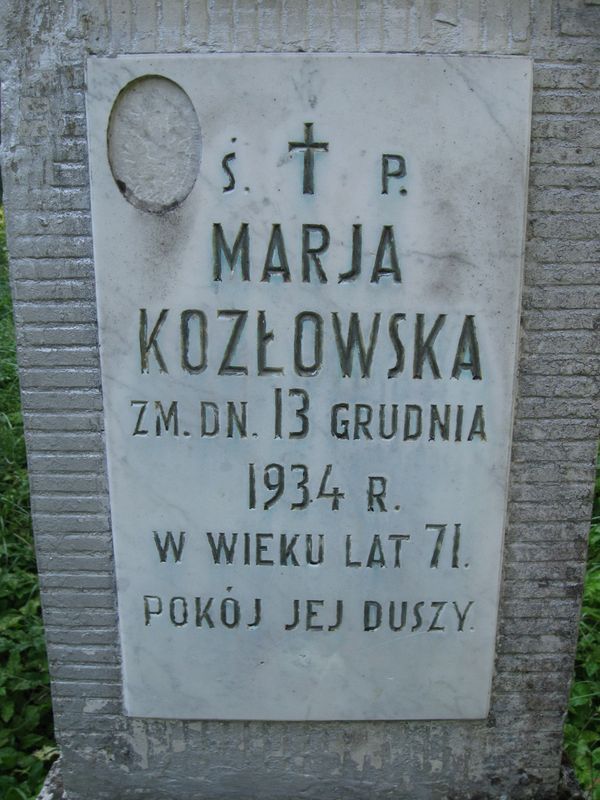 Ś. P.
MARJA
KOZŁOWSKA
ZM. DN. 13 GRUDNIA
1934 R.
W WIEKU LAT 71.
POKÓJ JEJ DUSZY.